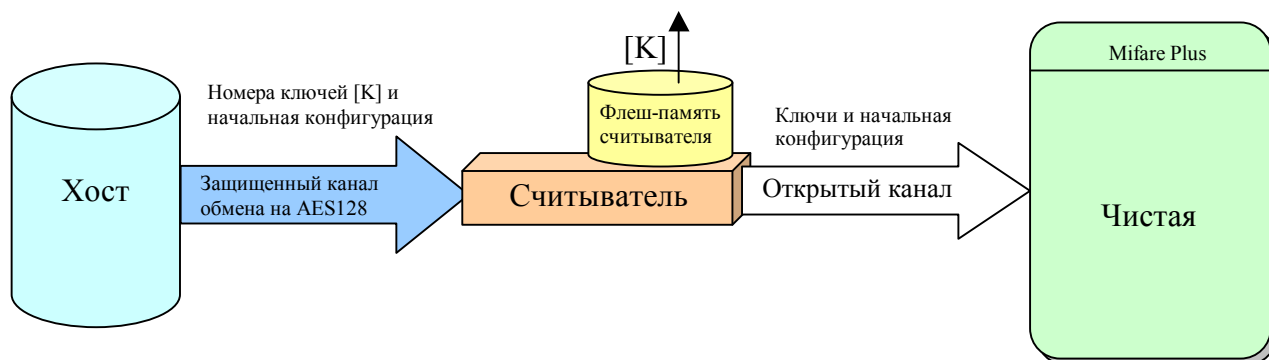 Хост
Номера ключей [K] и
начальная конфигурация
Защищенный канал
обмена на AES128
[K]
Флеш-память
считывателя
Считыватель
Ключи и начальная
конфигурация
Открытый канал
Mifare Plus
Чистая